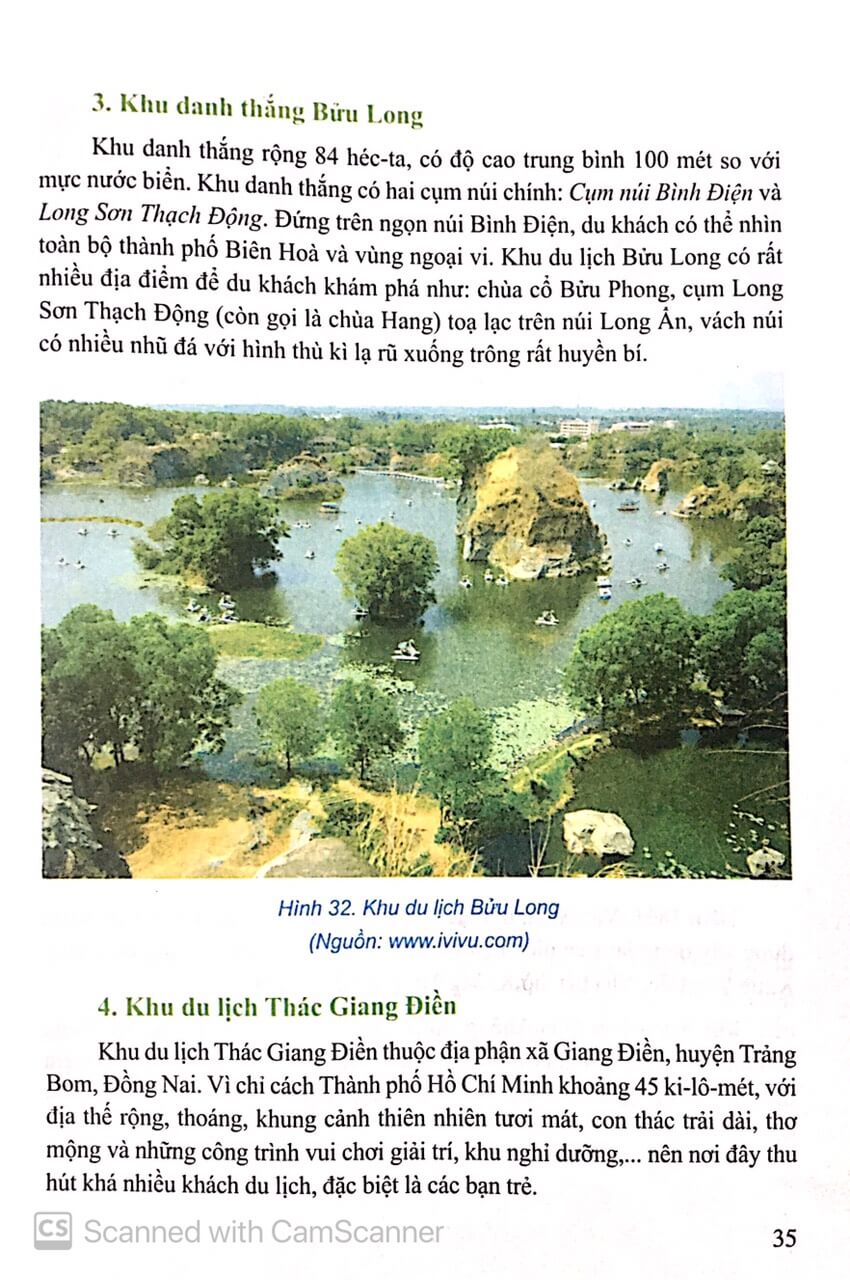 3. Khu danh thắng Bửu Long
Khu danh thắng rộng 84 héc-ta, có độ cao trung bình 100 mét so với
mực nước biển. Khu danh thắng có hai cụm núi chính: Cụm núi Bình Điện và
Long Sơn Thạch Động. Đứng trên ngọn núi Bình Điện, du khách có thể nhìn
toàn bộ thành phố Biên Hoà và vùng ngoại vi. Khu du lịch Bửu Long có rất
nhiều địa điểm để du khách khám phá như: chùa cổ Bửu Phong, cụm Long
Sơn Thạch Động (còn gọi là chùa Hang) toạ lạc trên núi Long Ẩn, vách núi
có nhiều nhũ đá với hình thù kì lạ rũ xuống trông rất huyền bí.
Hình 32. Khu du lịch Bửu Long
(Nguồn: www.ivivu.com)
4. Khu du lịch Thác Giang Điền
Khu du lịch Thác Giang Điền thuộc địa phận xã Giang Điền, huyện Trảng
Bom, Đồng Nai. Vì chỉ cách Thành phố Hồ Chí Minh khoảng 45 ki-lô-mét, với
địa thế rộng, thoáng, khung cảnh thiên nhiên tươi mát, con thác trải dài, thơ
mộng và những công trình vui chơi giải trí, khu nghỉ dưỡng,... nên nơi đây thu
hút khá nhiều khách du lịch, đặc biệt là các bạn trẻ.
CS Scanned with CamScanner
35